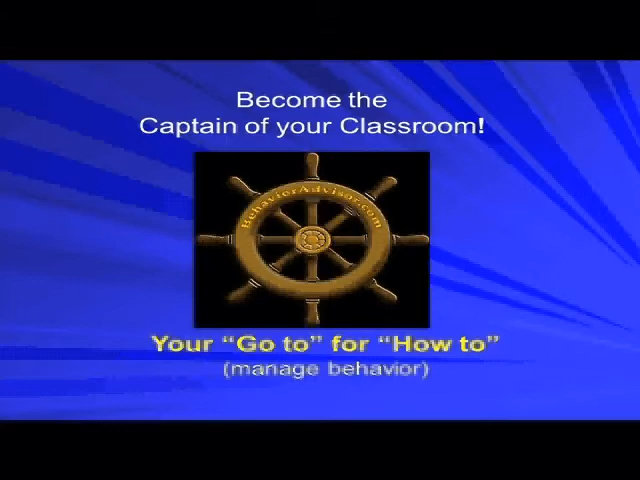 Become the
Captain of your Classroom!
BehaviorAdvisor.com
Your “Go to” for “How to”
(manage behavior)